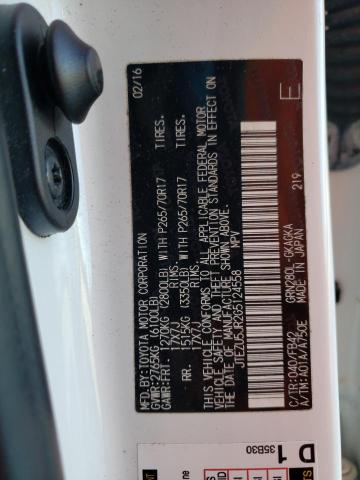 MFD.BY:TOYOTA MOTOR CORPORATION 02/16
GVWR:2765KG (6100LB)
GAWR:FRT. 1270KG (2800LB) WITH P265/70R17 TIRES.
17X7J RIMS.
RR. 1515KG (3350LB) WITH P265/70R17 TIRES.
17X7J RIMS.
THIS VEHICLE CONFORMS TO ALL APPLICABLE FEDERAL MOTOR
VEHICLE SAFETY AND THEFT PREVENTION STANDARDS IN EFFECT ON
THE DATE OF MANUFACTURE SHOWN ABOVE.
JTEZU5JR2G5124558 MPV
C/TR:040/FB42 GRN280L-GKAGKA
A/TM:A01A/A750E MADE IN JAPAN 219 E
D 1
35B30